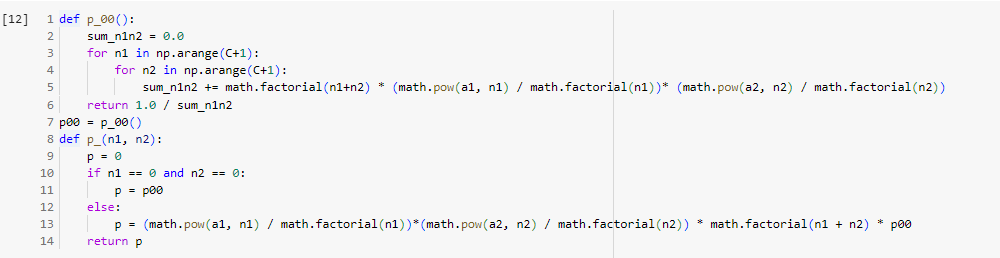 [12] 1 def p_00():
2     sum_n1n2 = 0.0
3     for n1 in np.arange(C+1):
4         for n2 in np.arange(C+1):
5             sum_n1n2 += math.factorial(n1+n2) * (math.pow(a1, n1) / math.factorial(n1))* (math.pow(a2, n2) / math.factorial(n2))
6     return 1.0 / sum_n1n2
7 p00 = p_00()
8 def p_(n1, n2):
9     p = 0
10     if n1 == 0 and n2 == 0:
11         p = p00
12     else:
13         p = (math.pow(a1, n1) / math.factorial(n1))*(math.pow(a2, n2) / math.factorial(n2)) * math.factorial(n1 + n2) * p00
14     return p